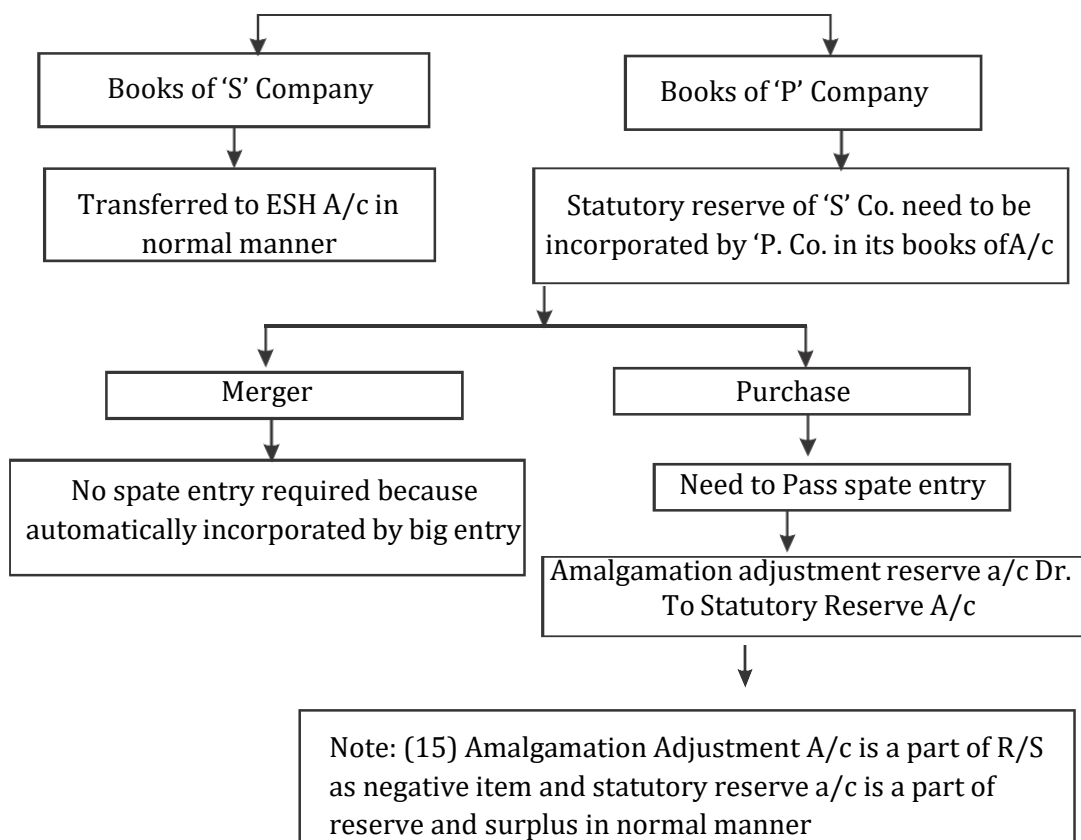 Books of ‘S’ Company
Books of ‘P’ Company
Transferred to ESH A/c in
normal manner
Statutory reserve of ‘S’ Co. need to be
incorporated by ‘P. Co. in its books ofA/c
Merger
Purchase
No spate entry required because
automatically incorporated by big entry
Need to Pass spate entry
Amalgamation adjustment reserve a/c Dr.
To Statutory Reserve A/c
Note: (15) Amalgamation Adjustment A/c is a part of R/S
as negative item and statutory reserve a/c is a part of
reserve and surplus in normal manner